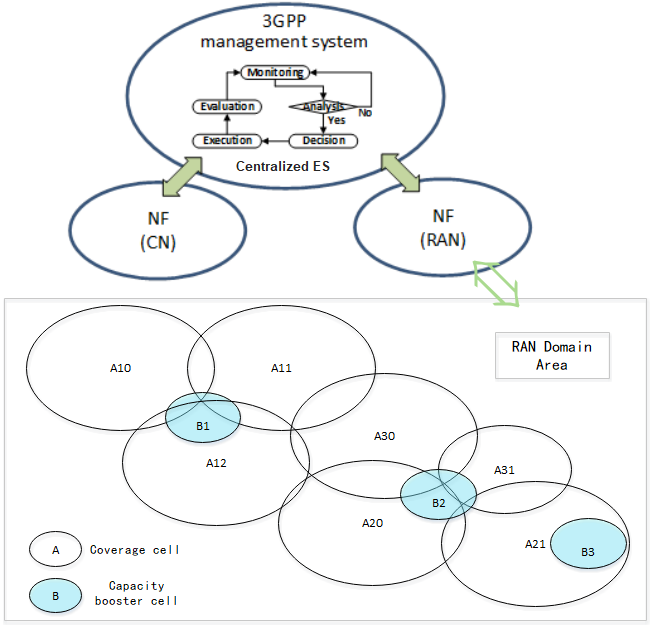 3GPP
management system
Monitoring
Evaluation
Analysis
No
Yes
Execution
Decision
Centralized ES
NF
(CN)
NF
(RAN)
RAN Domain
Area
A10
A11
B1
A12
A30
A31
B2
A20
A21
B3
A
Coverage cell
B
Capacity
booster cell